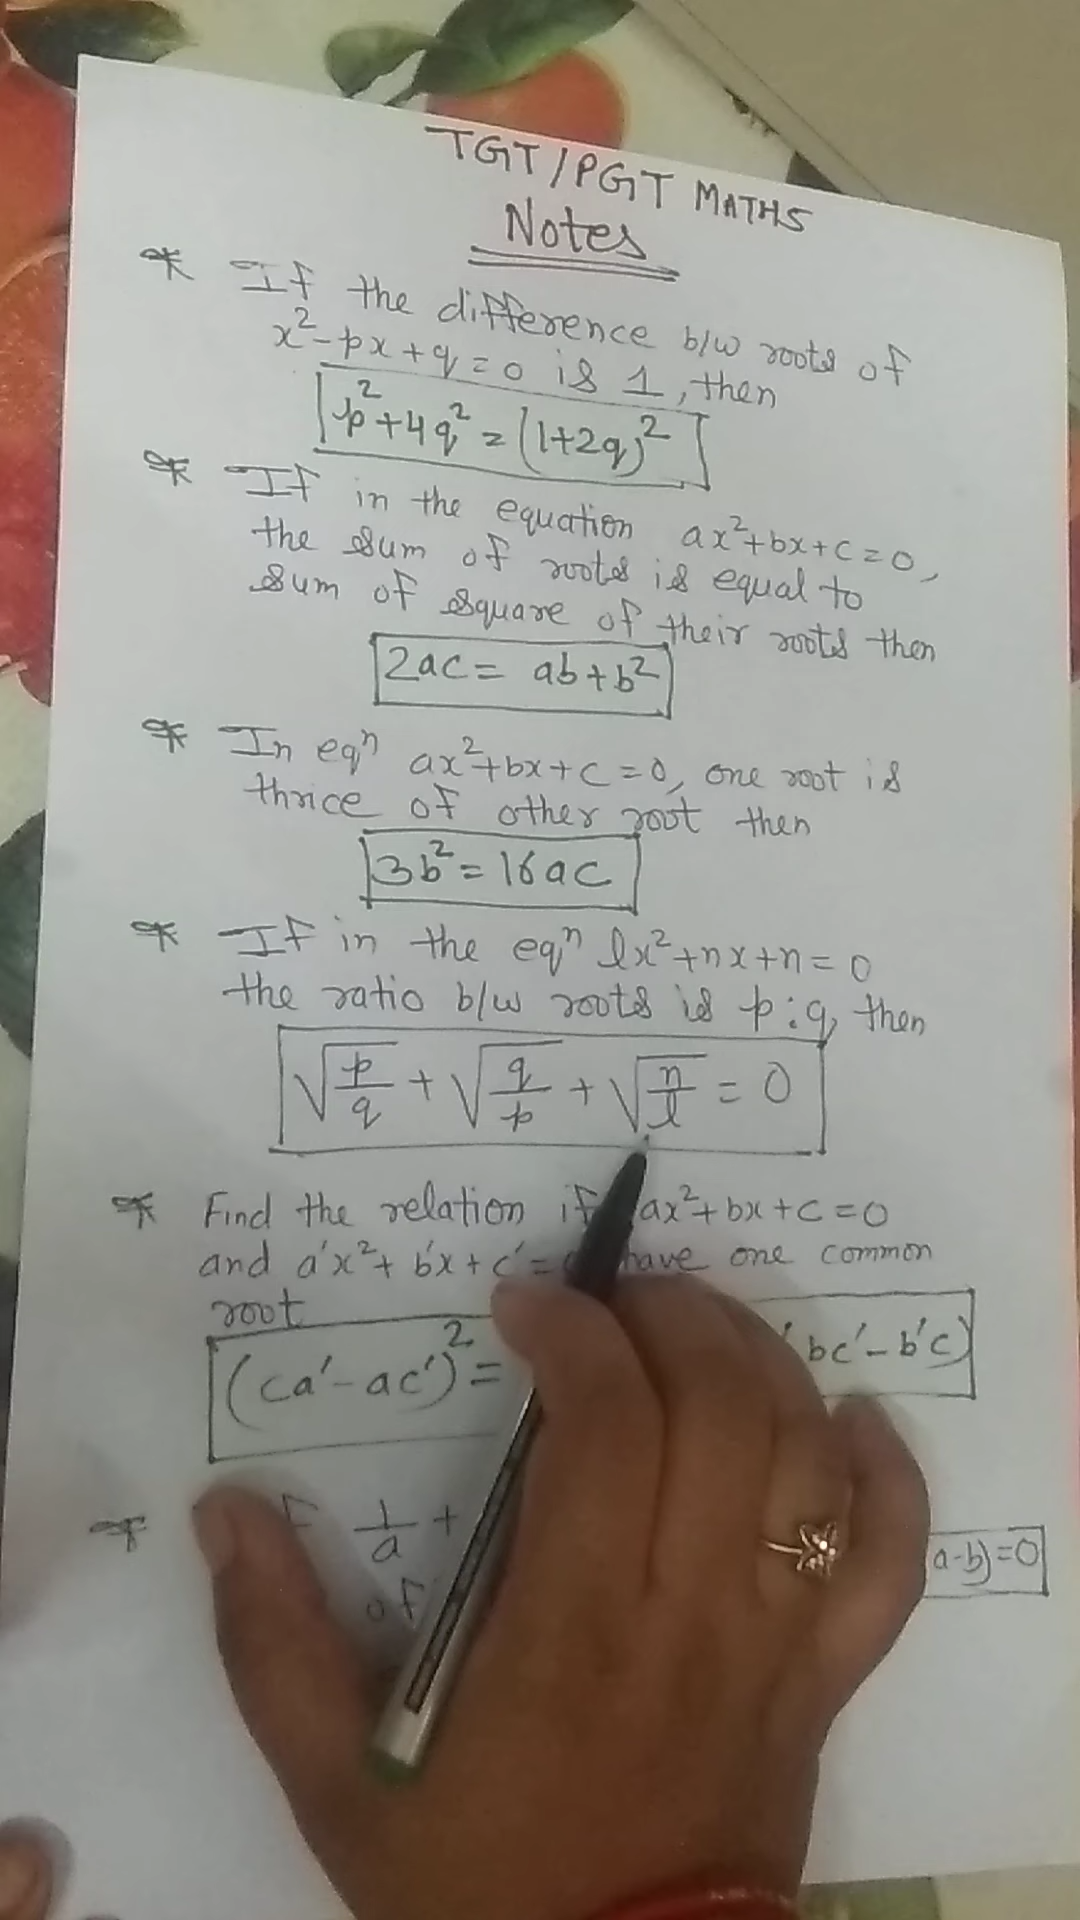 TGT/PGT MATHS
Notes
* If the difference b/w roots of
x²-px+q=0 is 1, then
p²+4q²=(1+2q)²
* If in the equation ax²+bx+c=0,
the sum of roots is equal to
sum of square of their roots then
2ac= ab+b²
* In eqⁿ ax²+bx+c=0, one root is
thrice of other root then
3b²=16ac
* If in the eqⁿ lx²+nx+n=0
the ratio b/w roots is p:q, then
√(p/q) + √(q/p) + √(n/l) = 0
* Find the relation if ax²+bx+c=0
and a'x²+b'x+c'= have one common
root
(ca'-ac')²= bc'-b'c)
* 1/a + a-b)=0
of